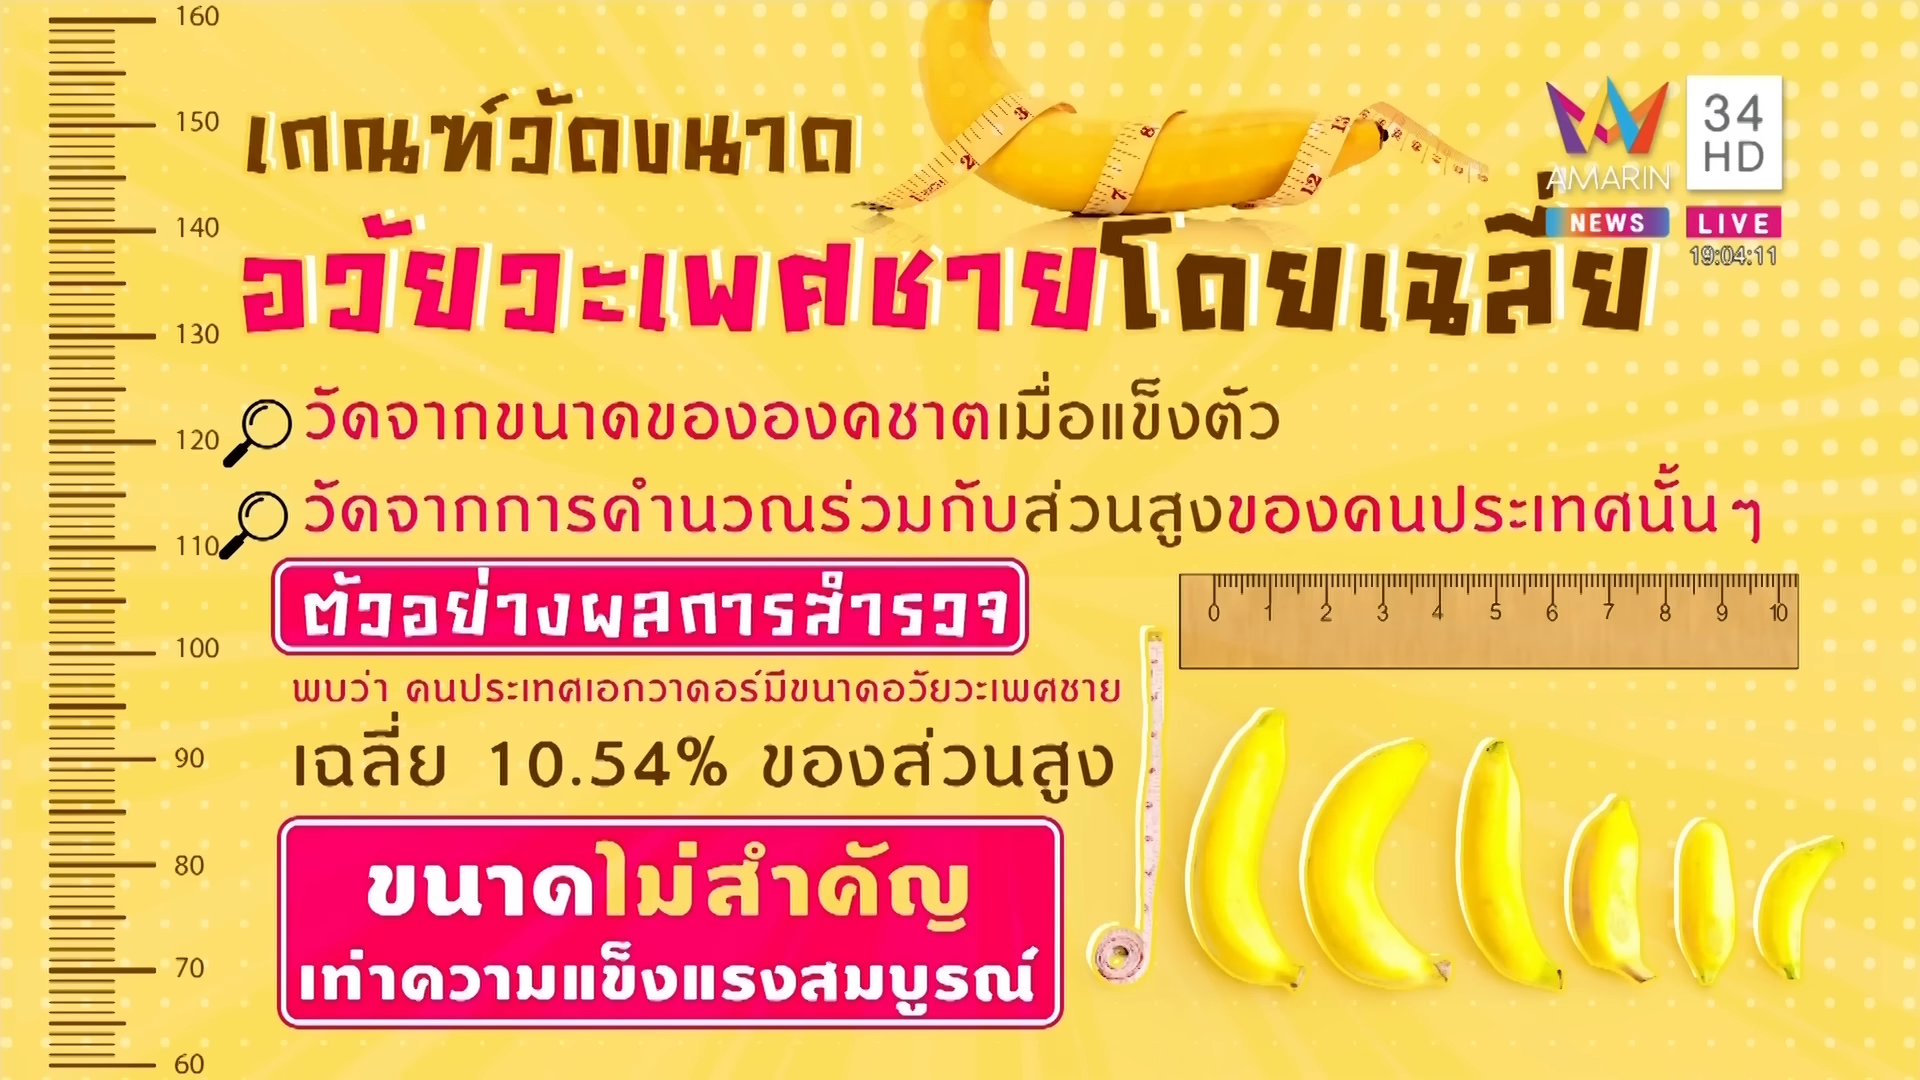 เกณฑ์วัดขนาด
อวัยวะเพศชายโดยเฉลี่ย
วัดจากขนาดขององคชาตเมื่อแข็งตัว
วัดจากการคำนวณร่วมกับส่วนสูงของคนประเทศนั้นๆ
ตัวอย่างผลการสำรวจ
พบว่า คนประเทศเอกวาดอร์มีขนาดอวัยวะเพศชาย
เฉลี่ย 10.54% ของส่วนสูง
ขนาดไม่สำคัญ
เท่าความแข็งแรงสมบูรณ์
AMARIN
34
HD
NEWS
LIVE
19:04:11
160
150
140
130
120
110
100
90
80
70
60
0 1 2 3 4 5 6 7 8 9 10